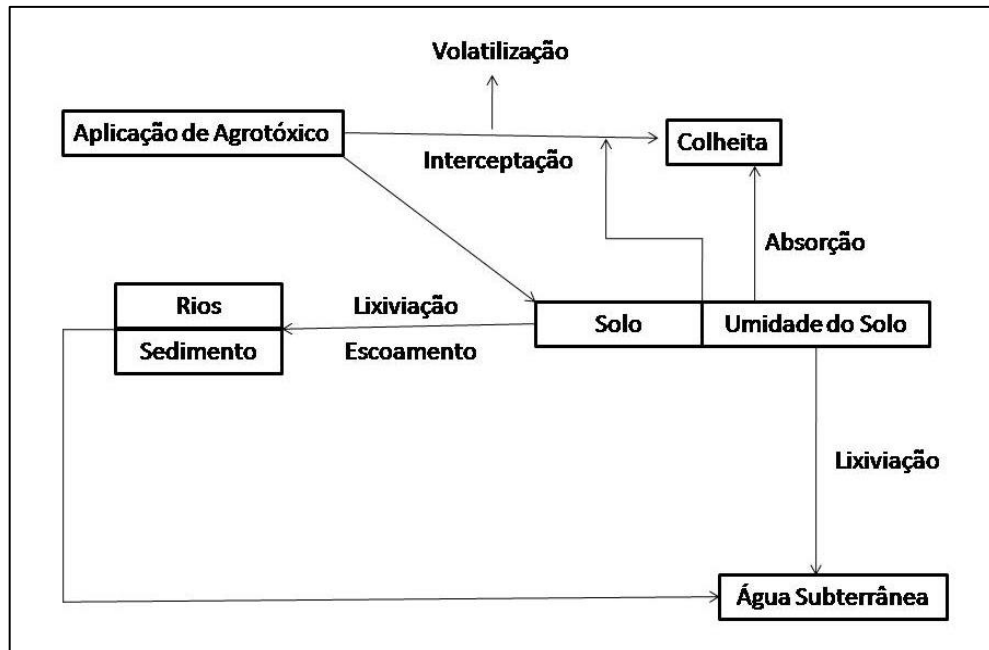 Volatilização
Aplicação de Agrotóxico
Interceptação
Colheita
Absorção
Rios
Sedimento
Lixiviação
Escoamento
Solo
Umidade do Solo
Lixiviação
Água Subterrânea